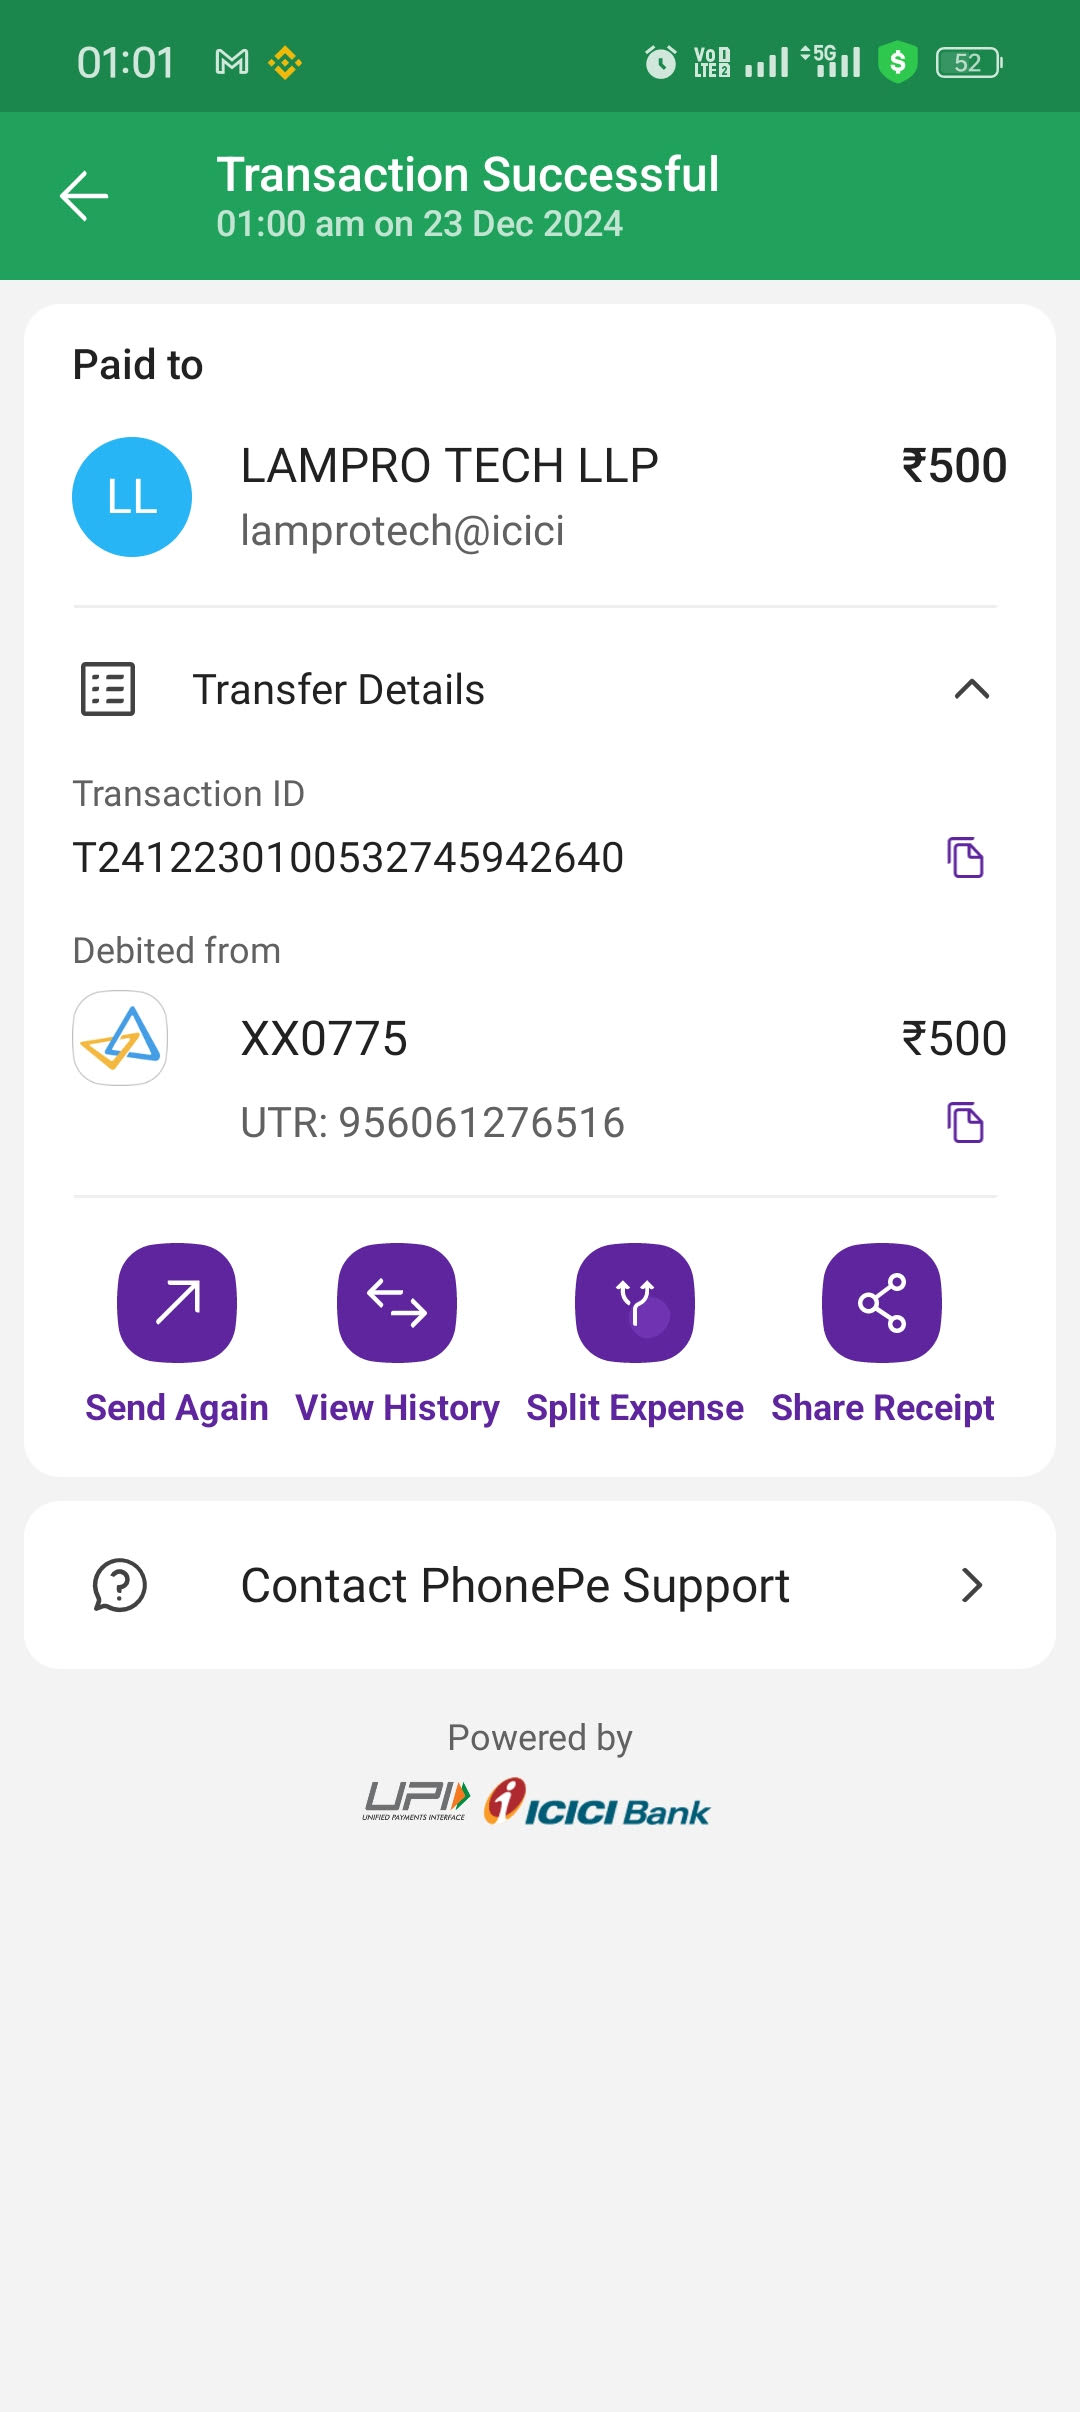 01:01 VoD LTE2 5G 52
Transaction Successful
01:00 am on 23 Dec 2024
Paid to
LL LAMPRO TECH LLP ₹500
lamprotech@icici
Transfer Details
Transaction ID
T2412230100532745942640
Debited from
XX0775 ₹500
UTR: 956061276516
Send Again View History Split Expense Share Receipt
Contact PhonePe Support
Powered by
UPI ICICI Bank
UNIFIED PAYMENTS INTERFACE